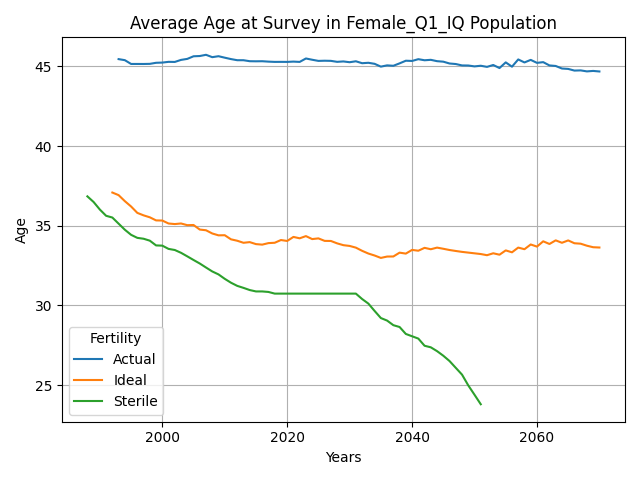 Average Age at Survey in Female_Q1_IQ Population
Age
45
40
35
30
25
Fertility
Actual
Ideal
Sterile
2000
2020
2040
2060
Years